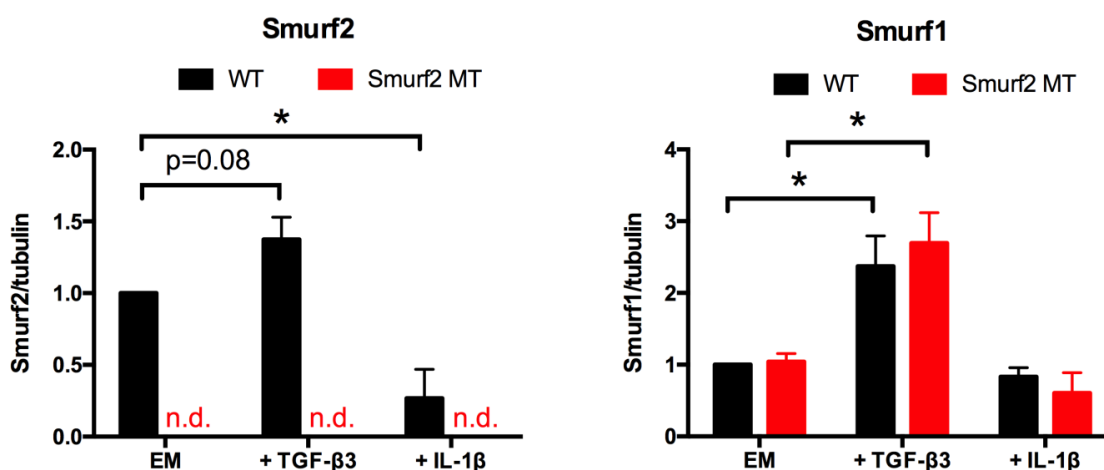 Smurf2
WT
Smurf2 MT
*
p=0.08
2.0
1.5
1.0
0.5
0.0
Smurf2/tubulin
n.d.
n.d.
n.d.
EM
+ TGF-β3
+ IL-1β
Smurf1
WT
Smurf2 MT
*
*
4
3
2
1
0
Smurf1/tubulin
EM
+ TGF-β3
+ IL-1β